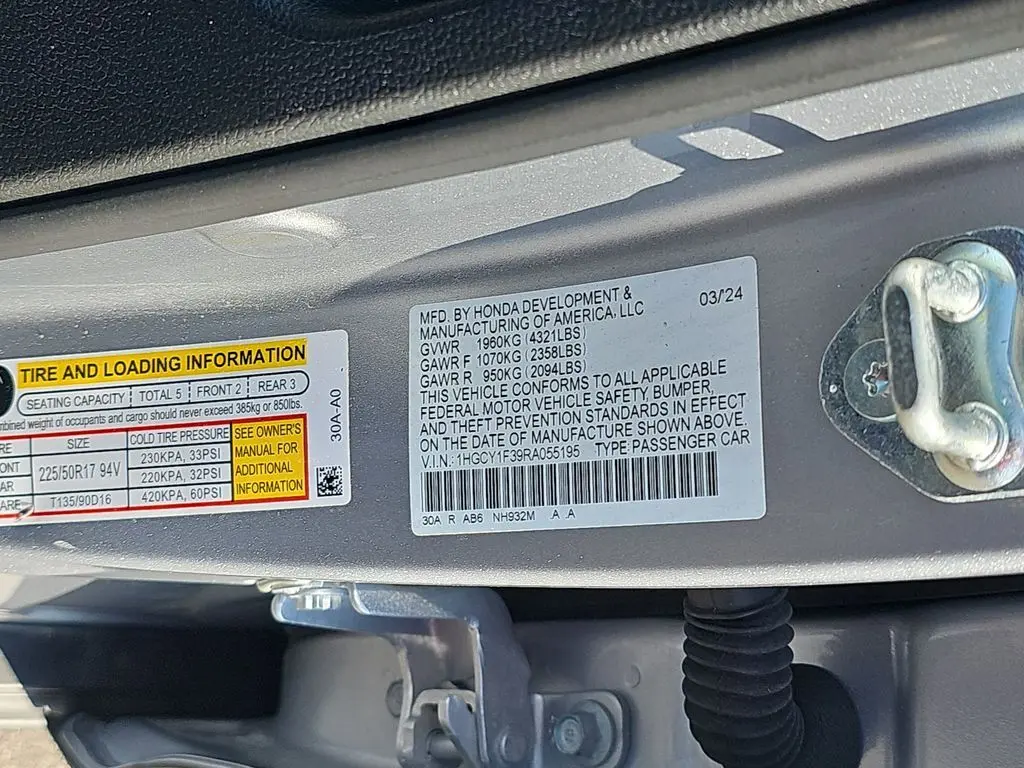 TIRE AND LOADING INFORMATION
SEATING CAPACITY TOTAL 5 FRONT 2 REAR 3
weight of occupants and cargo should never exceed 385kg or 850lbs.
SIZE COLD TIRE PRESSURE
225/50R17 94V
230KPA, 33PSI
220KPA, 32PSI
T135/90D16 420KPA, 60PSI
SEE OWNER'S
MANUAL FOR
ADDITIONAL
INFORMATION
30A-A0
MFD. BY HONDA DEVELOPMENT & 03/'24
MANUFACTURING OF AMERICA, LLC
GVWR 1960KG (4321LBS)
GAWR F 1070KG (2358LBS)
GAWR R 950KG (2094LBS)
THIS VEHICLE CONFORMS TO ALL APPLICABLE
FEDERAL MOTOR VEHICLE SAFETY, BUMPER,
AND THEFT PREVENTION STANDARDS IN EFFECT
ON THE DATE OF MANUFACTURE SHOWN ABOVE.
V.I.N.: 1HGCY1F39RA055195 TYPE: PASSENGER CAR
30A R AB6 NH932M .A .A